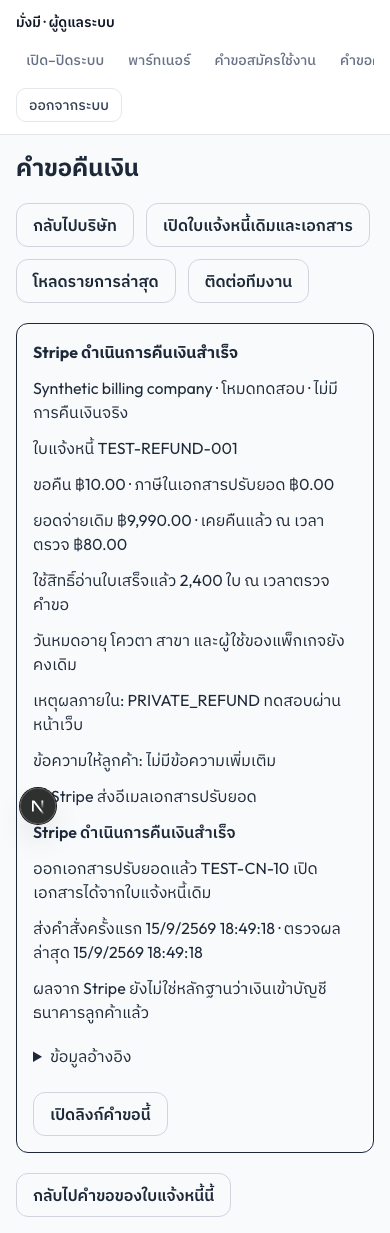 มั่งมี · ผู้ดูแลระบบ
เปิด–ปิดระบบ พาร์ทเนอร์ คำขอสมัครใช้งาน
ออกจากระบบ
คำขอคืนเงิน
กลับไปบริษัท เปิดใบแจ้งหนี้เดิมและเอกสาร
โหลดรายการล่าสุด ติดต่อทีมงาน
Stripe ดำเนินการคืนเงินสำเร็จ
Synthetic billing company · โหมดทดสอบ · ไม่มี
การคืนเงินจริง
ใบแจ้งหนี้ TEST-REFUND-001
ขอคืน ฿10.00 · ภาษีในเอกสารปรับยอด ฿0.00
ยอดจ่ายเดิม ฿9,990.00 · เคยคืนแล้ว ณ เวลา
ตรวจ ฿80.00
ใช้สิทธิ์อ่านใบเสร็จแล้ว 2,400 ใบ ณ เวลาตรวจ
คำขอ
วันหมดอายุ โควตา สาขา และผู้ใช้ของแพ็กเกจยัง
คงเดิม
เหตุผลภายใน: PRIVATE_REFUND ทดสอบผ่าน
หน้าเว็บ
ข้อความให้ลูกค้า: ไม่มีข้อความเพิ่มเติม
Stripe ส่งอีเมลเอกสารปรับยอด
Stripe ดำเนินการคืนเงินสำเร็จ
ออกเอกสารปรับยอดแล้ว TEST-CN-10 เปิด
เอกสารได้จากใบแจ้งหนี้เดิม
ส่งคำสั่งครั้งแรก 15/9/2569 18:49:18 · ตรวจผล
ล่าสุด 15/9/2569 18:49:18
ผลจาก Stripe ยังไม่ใช่หลักฐานว่าเงินเข้าบัญชี
ธนาคารลูกค้าแล้ว
ข้อมูลอ้างอิง
เปิดลิงก์คำขอนี้
กลับไปคำขอของใบแจ้งหนี้นี้